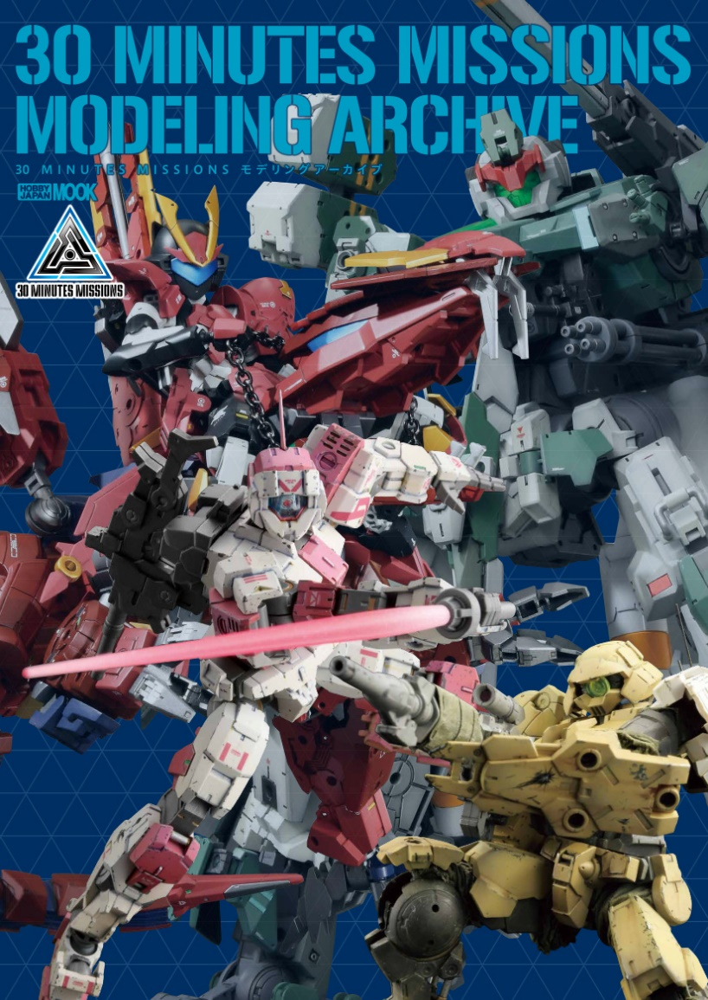 30 MINUTES MISSIONS
MODELING ARCHIVE
30 MINUTES MISSIONS モデリングアーカイブ
HOBBY JAPAN MOOK
30 MINUTES MISSIONS